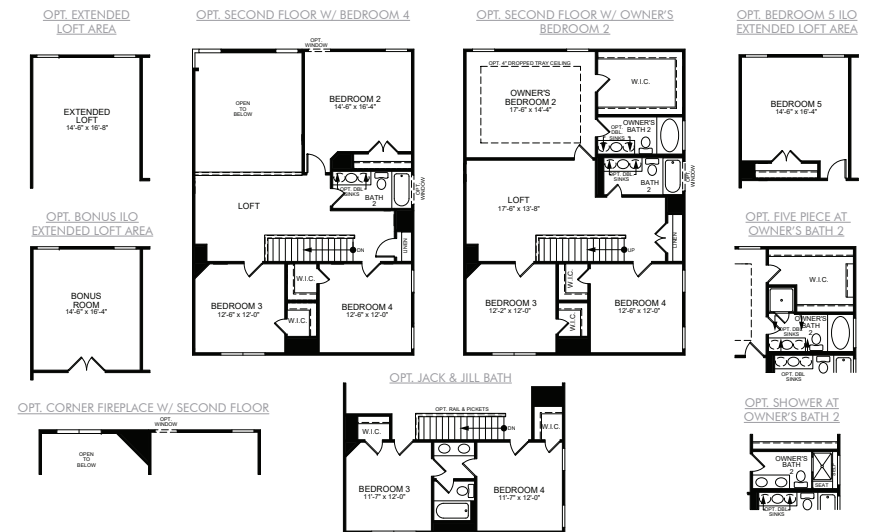 OPT. EXTENDED
LOFT AREA
EXTENDED
LOFT
14'-6" x 16'-8"
OPT. SECOND FLOOR W/ BEDROOM 4
OPT.
WINDOW
OPEN
TO
BELOW
BEDROOM 2
14'-6" x 16'-4"
OPT. DBL
SINKS
BATH
2
OPT.
WINDOW
LOFT
LINEN
DN
W.I.C.
BEDROOM 3
12'-6" x 12'-0"
W.I.C.
BEDROOM 4
12'-6" x 12'-0"
OPT. SECOND FLOOR W/ OWNER'S
BEDROOM 2
OPT. 4" DROPPED TRAY CEILING
OWNER'S
BEDROOM 2
17'-6" x 14'-4"
W.I.C.
OWNER'S
BATH 2
OPT.
DBL
SINKS
OPT. DBL
SINKS
BATH
2
OPT.
WINDOW
LOFT
17'-6" x 13'-8"
LINEN
UP
W.I.C.
BEDROOM 3
12'-2" x 12'-0"
W.I.C.
BEDROOM 4
12'-6" x 12'-0"
OPT. BEDROOM 5 ILO
EXTENDED LOFT AREA
BEDROOM 5
14'-6" x 16'-4"
OPT. BONUS ILO
EXTENDED LOFT AREA
BONUS
ROOM
14'-6" x 16'-4"
OPT. FIVE PIECE AT
OWNER'S BATH 2
W.I.C.
OWNER'S
BATH
2
OPT. DBL
SINKS
OPT. DBL
SINKS
OPT. CORNER FIREPLACE W/ SECOND FLOOR
OPT.
WINDOW
OPEN
TO
BELOW
OPT. JACK & JILL BATH
OPT. RAIL & PICKETS
W.I.C.
DN
W.I.C.
BEDROOM 3
11'-7" x 12'-0"
BEDROOM 4
11'-7" x 12'-0"
OPT. SHOWER AT
OWNER'S BATH 2
OWNER'S
BATH
2
SEAT
OPT. DBL
SINKS